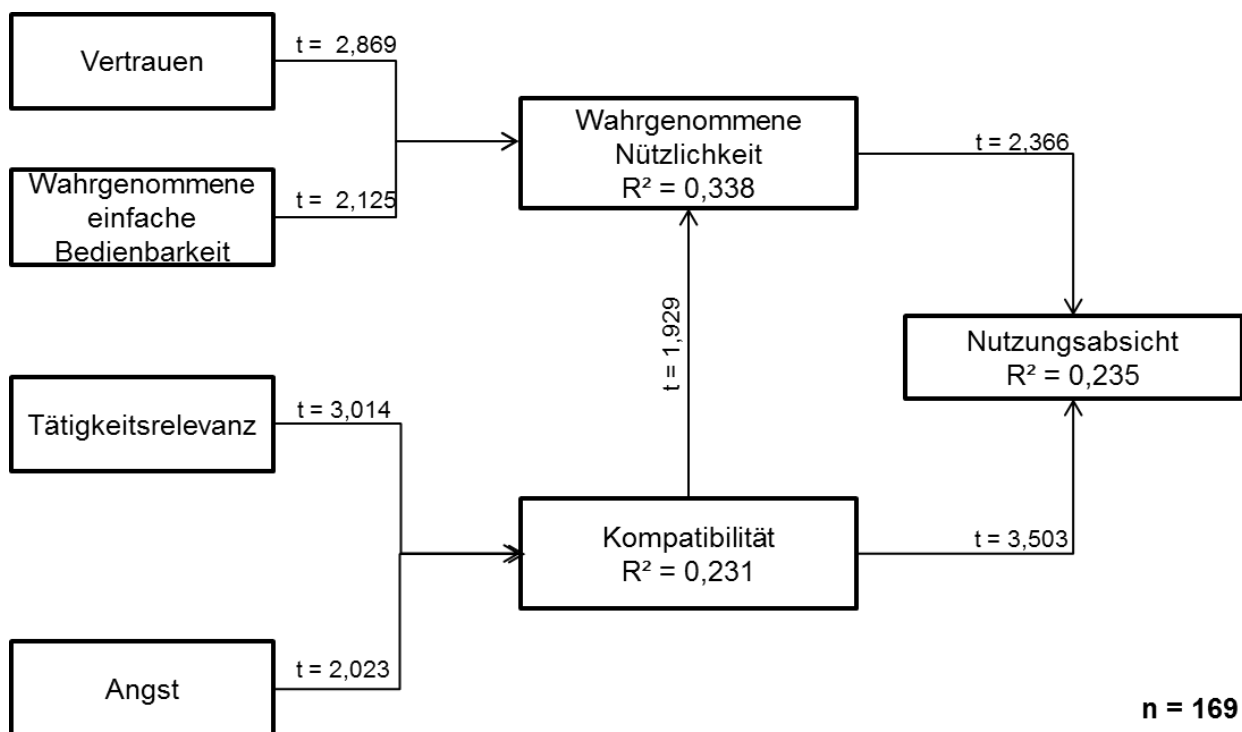 Vertrauen
t = 2,869
Wahrgenommene
einfache
Bedienbarkeit
t = 2,125
Wahrgenommene
Nützlichkeit
R² = 0,338
t = 2,366
t = 1,929
Nutzungsabsicht
R² = 0,235
Tätigkeitsrelevanz
t = 3,014
Kompatibilität
R² = 0,231
t = 3,503
Angst
t = 2,023
n = 169